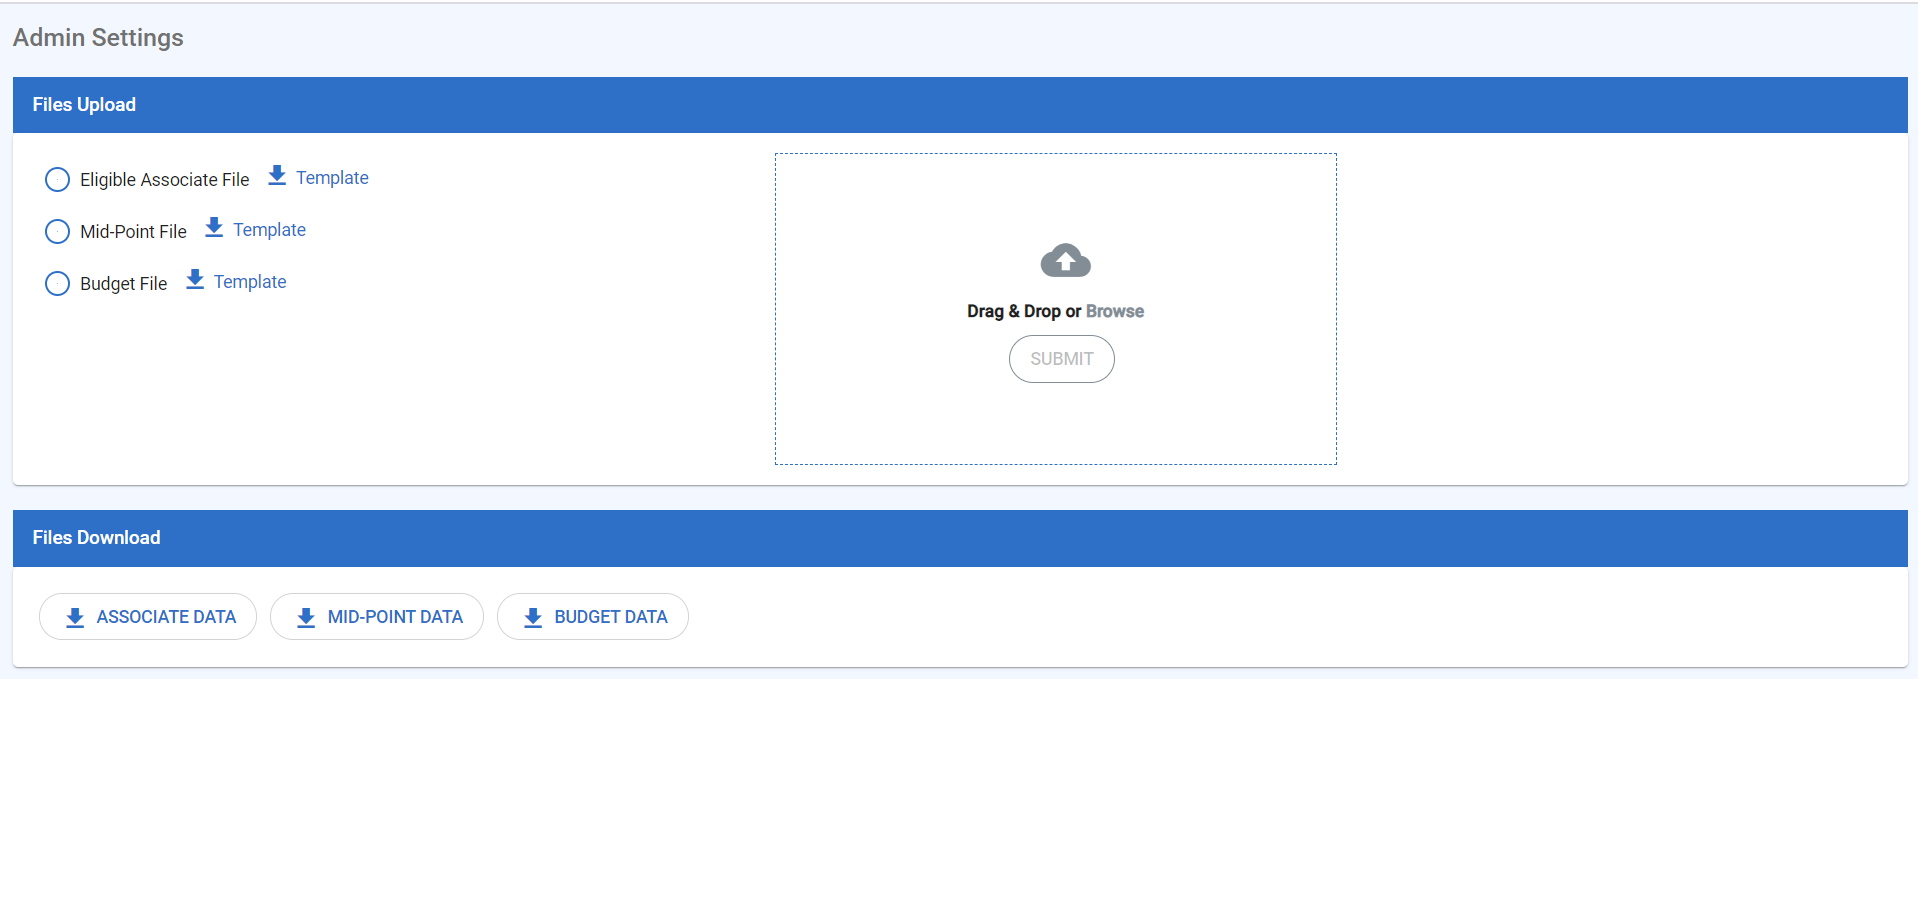 Admin Settings
Files Upload
Eligible Associate File Template
Mid-Point File Template
Budget File Template
Drag & Drop or Browse
SUBMIT
Files Download
ASSOCIATE DATA MID-POINT DATA BUDGET DATA